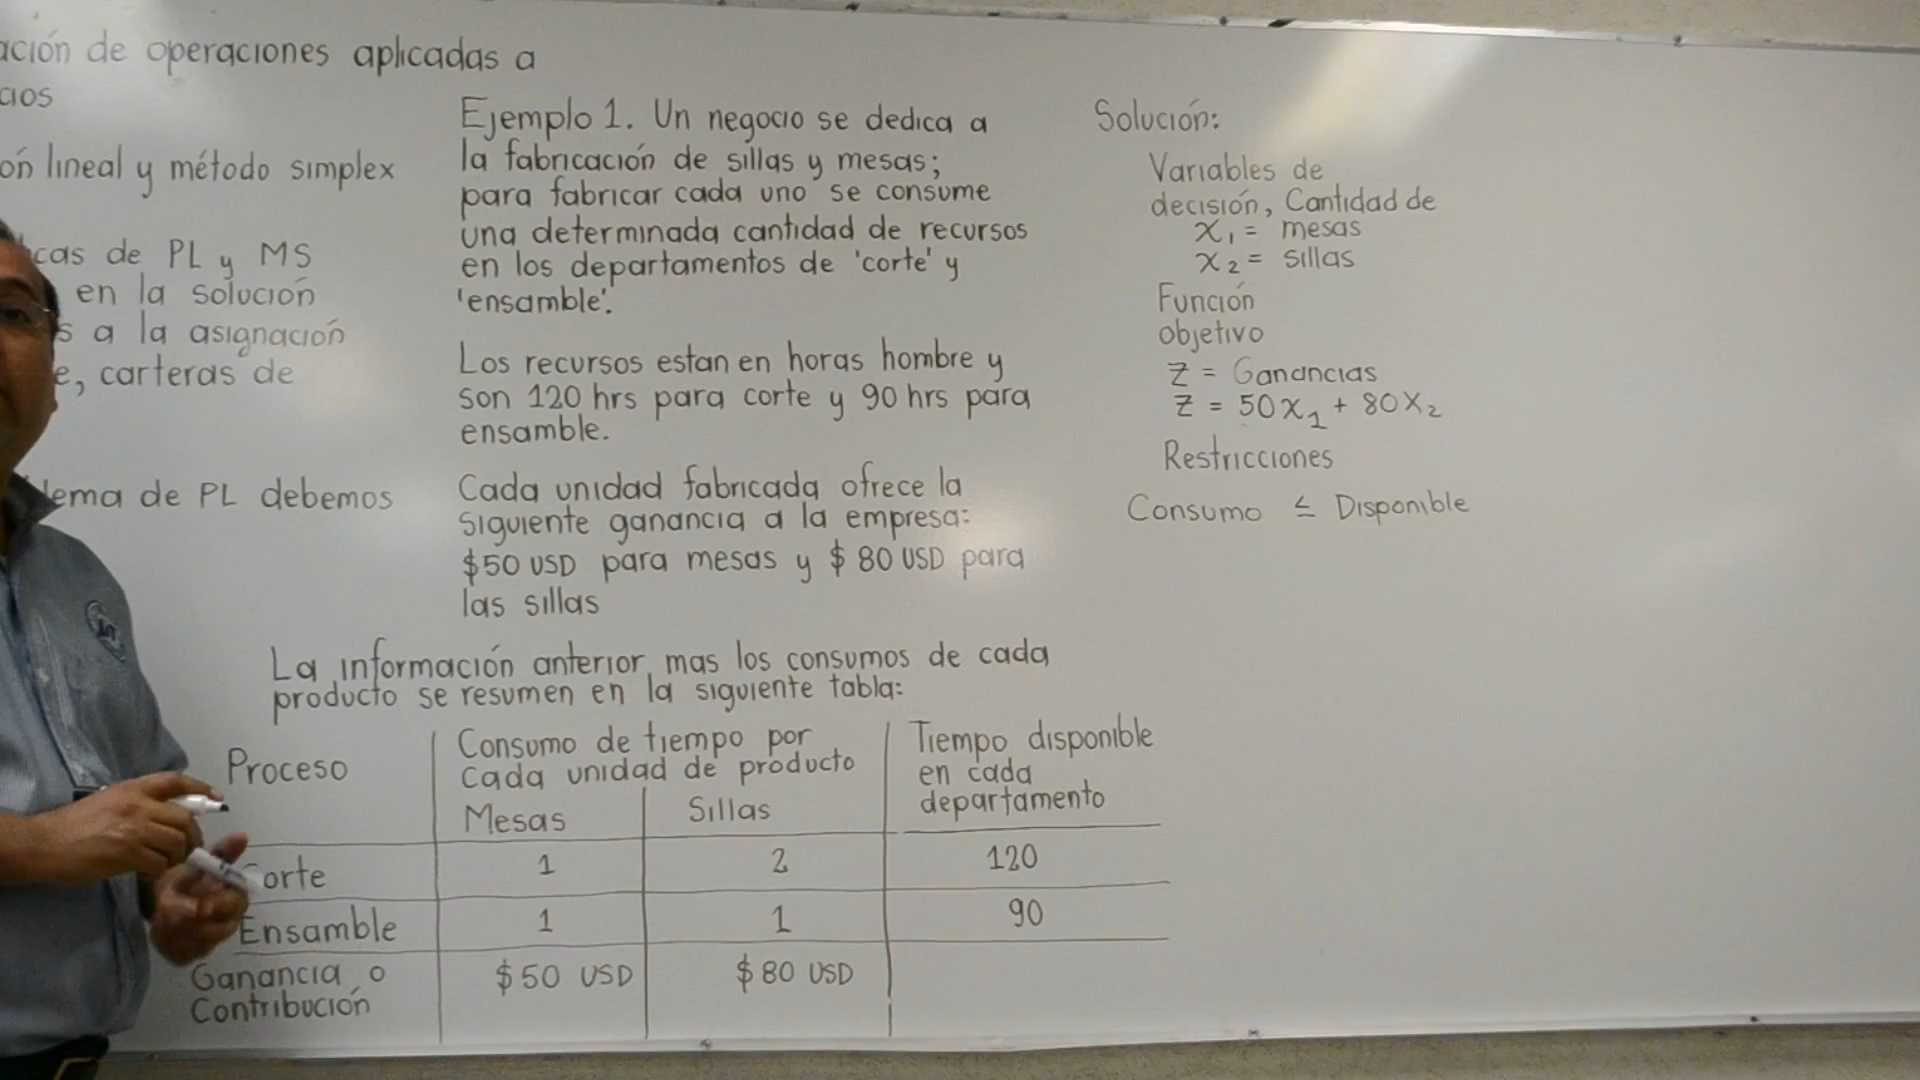 ación de operaciones aplicadas a
cios
ón lineal y método simplex
cas de PL y MS
en la solución
s a la asignación
e, carteras de
lema de PL debemos
Ejemplo 1. Un negocio se dedica a
la fabricación de sillas y mesas;
para fabricar cada uno se consume
una determinada cantidad de recursos
en los departamentos de 'corte' y
'ensamble'.
Los recursos estan en horas hombre y
son 120 hrs para corte y 90 hrs para
ensamble.
Cada unidad fabricada ofrece la
siguiente ganancia a la empresa:
$50 USD para mesas y $80 USD para
las sillas
La información anterior, mas los consumos de cada
producto se resumen en la siguiente tabla:
Proceso
Consumo de tiempo por
cada unidad de producto
Mesas Sillas
Tiempo disponible
en cada
departamento
orte 1 2 120
Ensamble 1 1 90
Ganancia o
Contribución
$50 USD $80 USD
Solución:
Variables de
decisión, Cantidad de
x₁ = mesas
x₂ = sillas
Función
objetivo
Z = Ganancias
Z = 50x₁ + 80x₂
Restricciones
Consumo ≤ Disponible